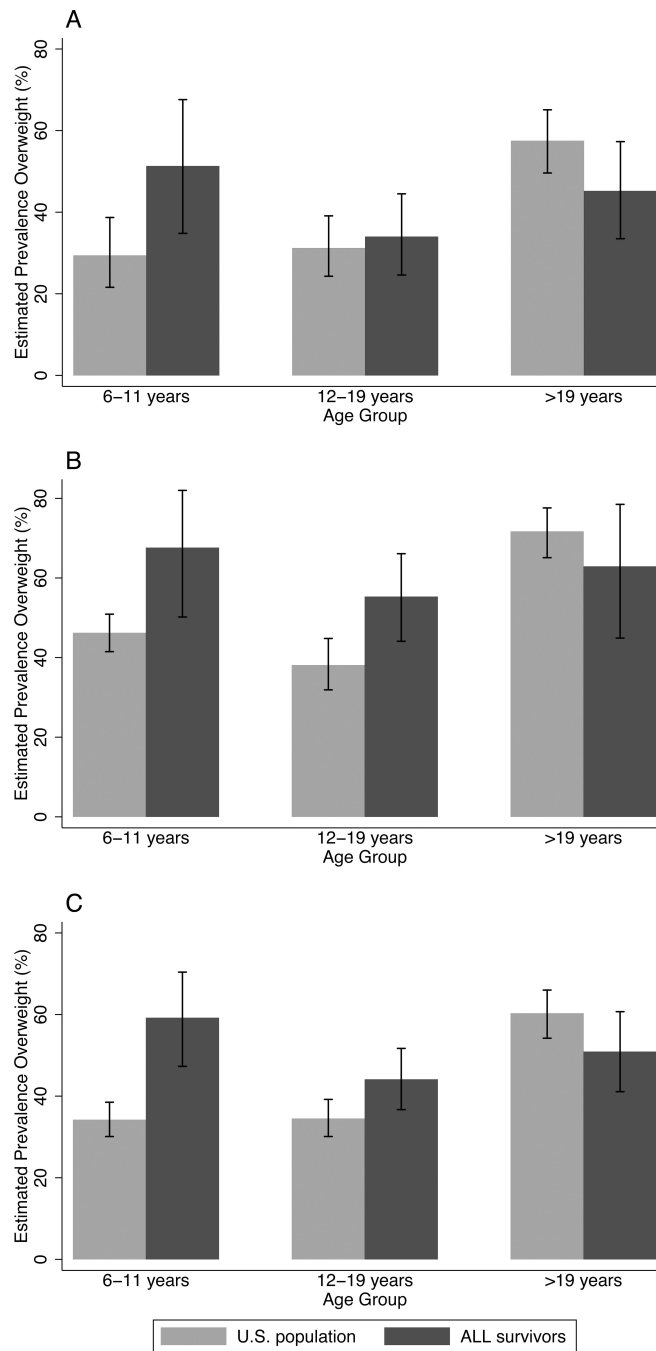 A
Estimated Prevalence Overweight (%)
80
60
40
20
0
6–11 years 12–19 years >19 years
Age Group
B
Estimated Prevalence Overweight (%)
80
60
40
20
0
6–11 years 12–19 years >19 years
Age Group
C
Estimated Prevalence Overweight (%)
80
60
40
20
0
6–11 years 12–19 years >19 years
Age Group
U.S. population ALL survivors